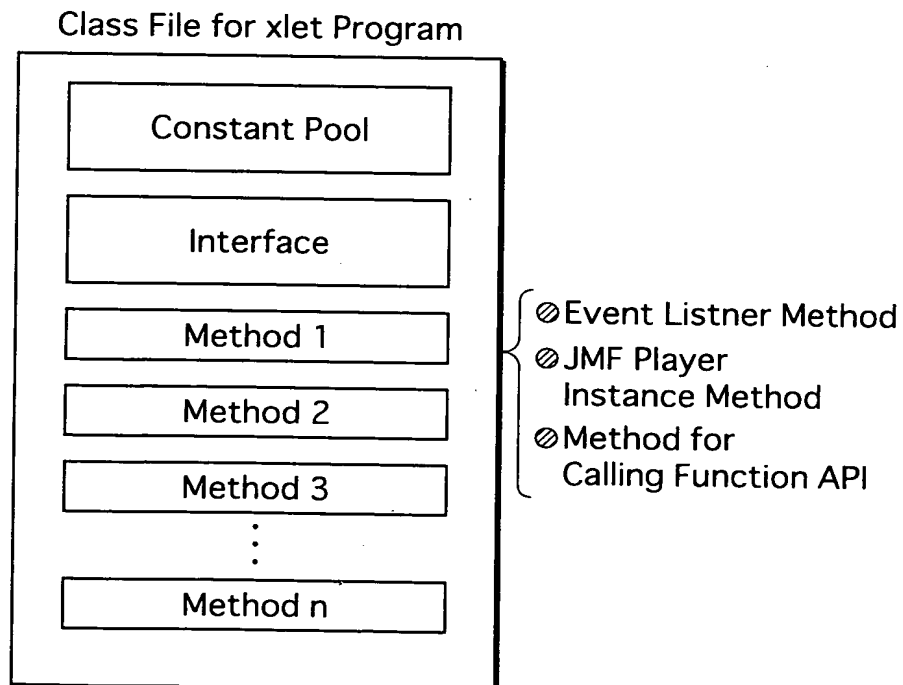 Class File for xlet Program
Constant Pool
Interface
Method 1
Method 2
Method 3
Method n
Event Listner Method
JMF Player
Instance Method
Method for
Calling Function API